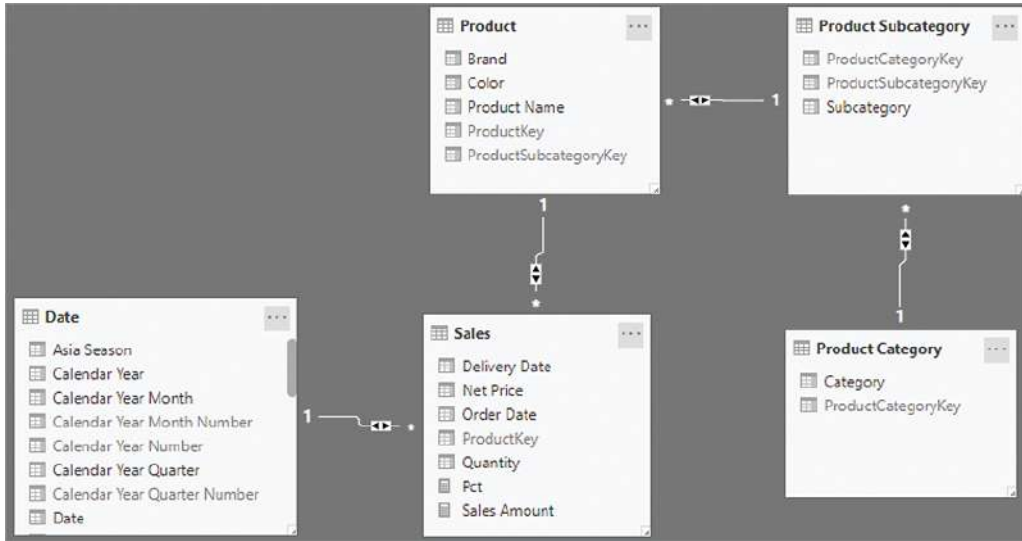 Product
Brand
Color
Product Name
ProductKey
ProductSubcategoryKey
1
*
* 1
Product Subcategory
ProductCategoryKey
ProductSubcategoryKey
Subcategory
*
1
Date
Asia Season
Calendar Year
Calendar Year Month
Calendar Year Month Number
Calendar Year Number
Calendar Year Quarter
Calendar Year Quarter Number
Date
1 *
Sales
Delivery Date
Net Price
Order Date
ProductKey
Quantity
Pct
Sales Amount
Product Category
Category
ProductCategoryKey